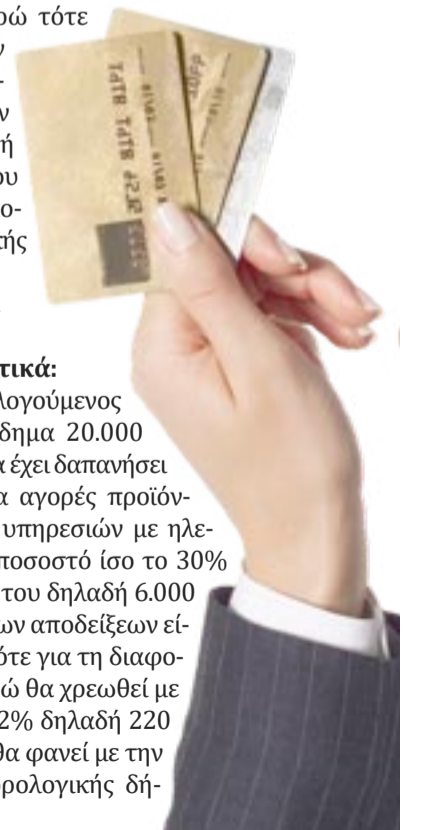 ρώ τότε
ν
-
ν
ή
ου
ο-
τής
τικά:
λογούμενος
δημα 20.000
α έχει δαπανήσει
α αγορές προϊόν-
υπηρεσιών με ηλε-
ποσοστό ίσο το 30%
του δηλαδή 6.000
ων αποδείξεων εί-
ότε για τη διαφο-
ώ θα χρεωθεί με
2% δηλαδή 220
θα φανεί με την
ρολογικής δή-